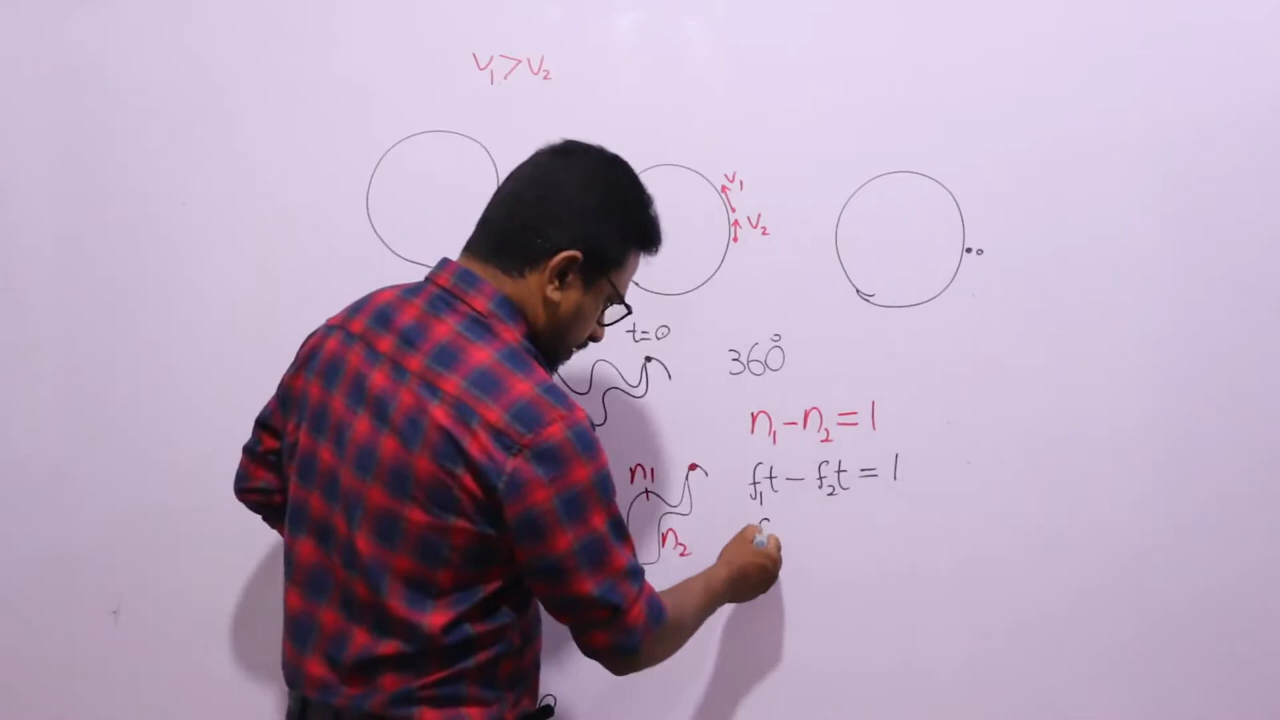 V₁ > V₂
V₁
V₂
t=0
360°
n₁ - n₂ = 1
n1
f₁t - f₂t = 1
n₂